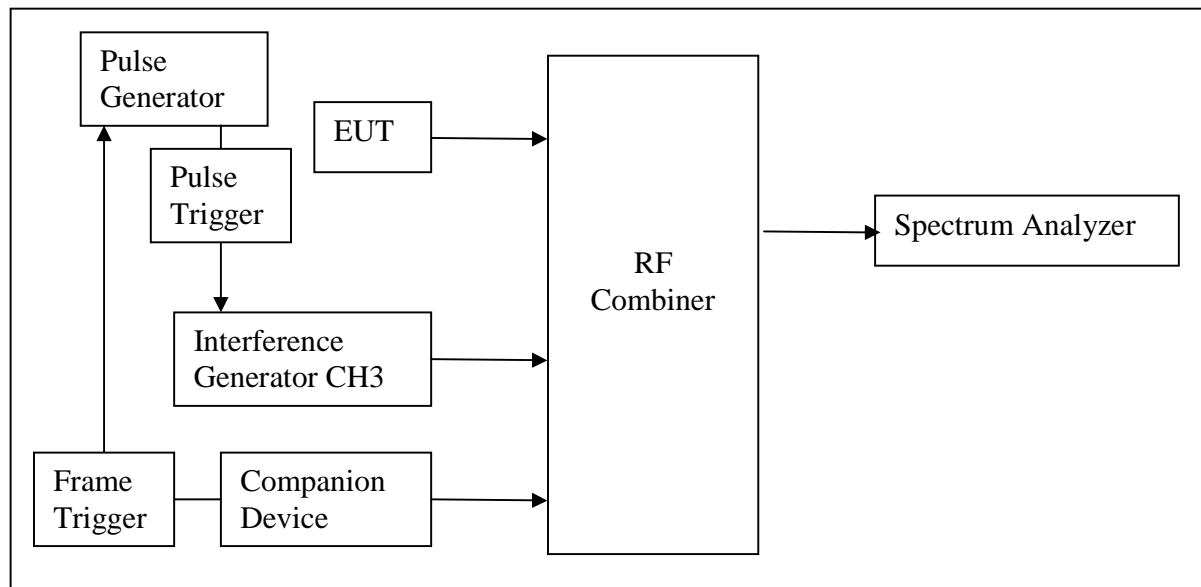 Pulse
Generator
EUT
Pulse
Trigger
Spectrum Analyzer
RF
Combiner
Interference
Generator CH3
Frame
Trigger
Companion
Device